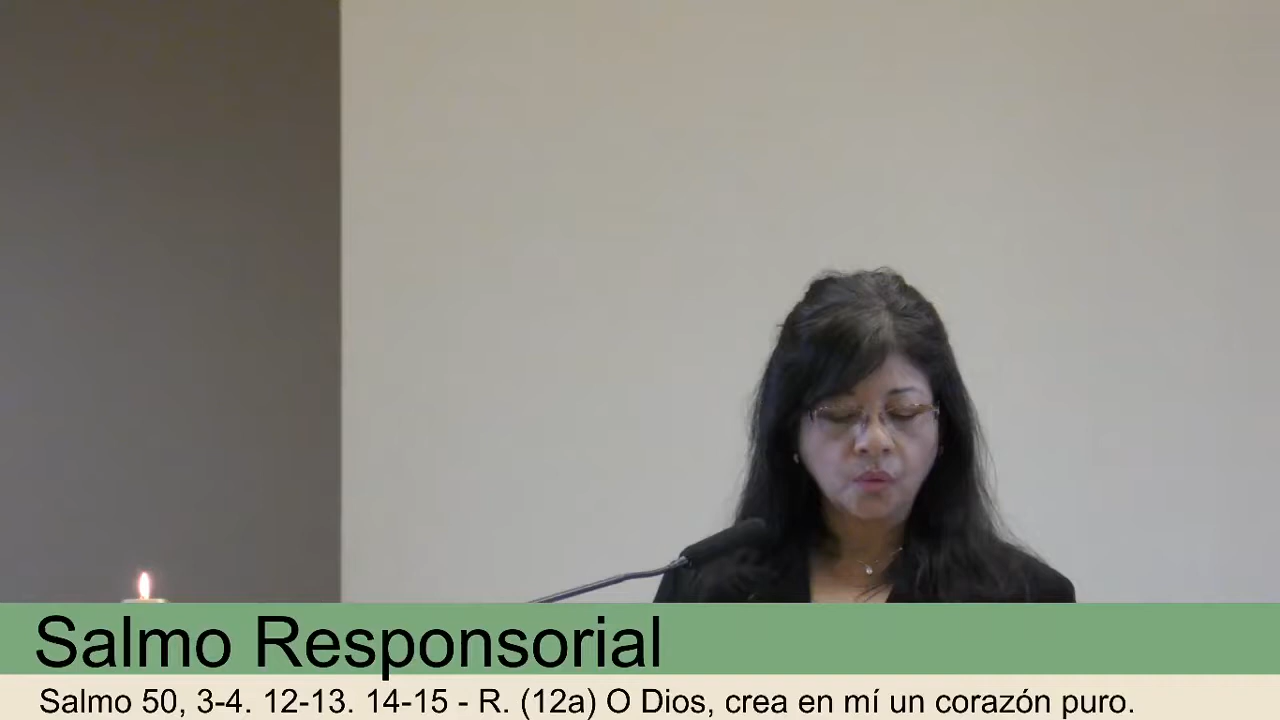 Salmo Responsorial
Salmo 50, 3-4. 12-13. 14-15 - R. (12a) O Dios, crea en mí un corazón puro.